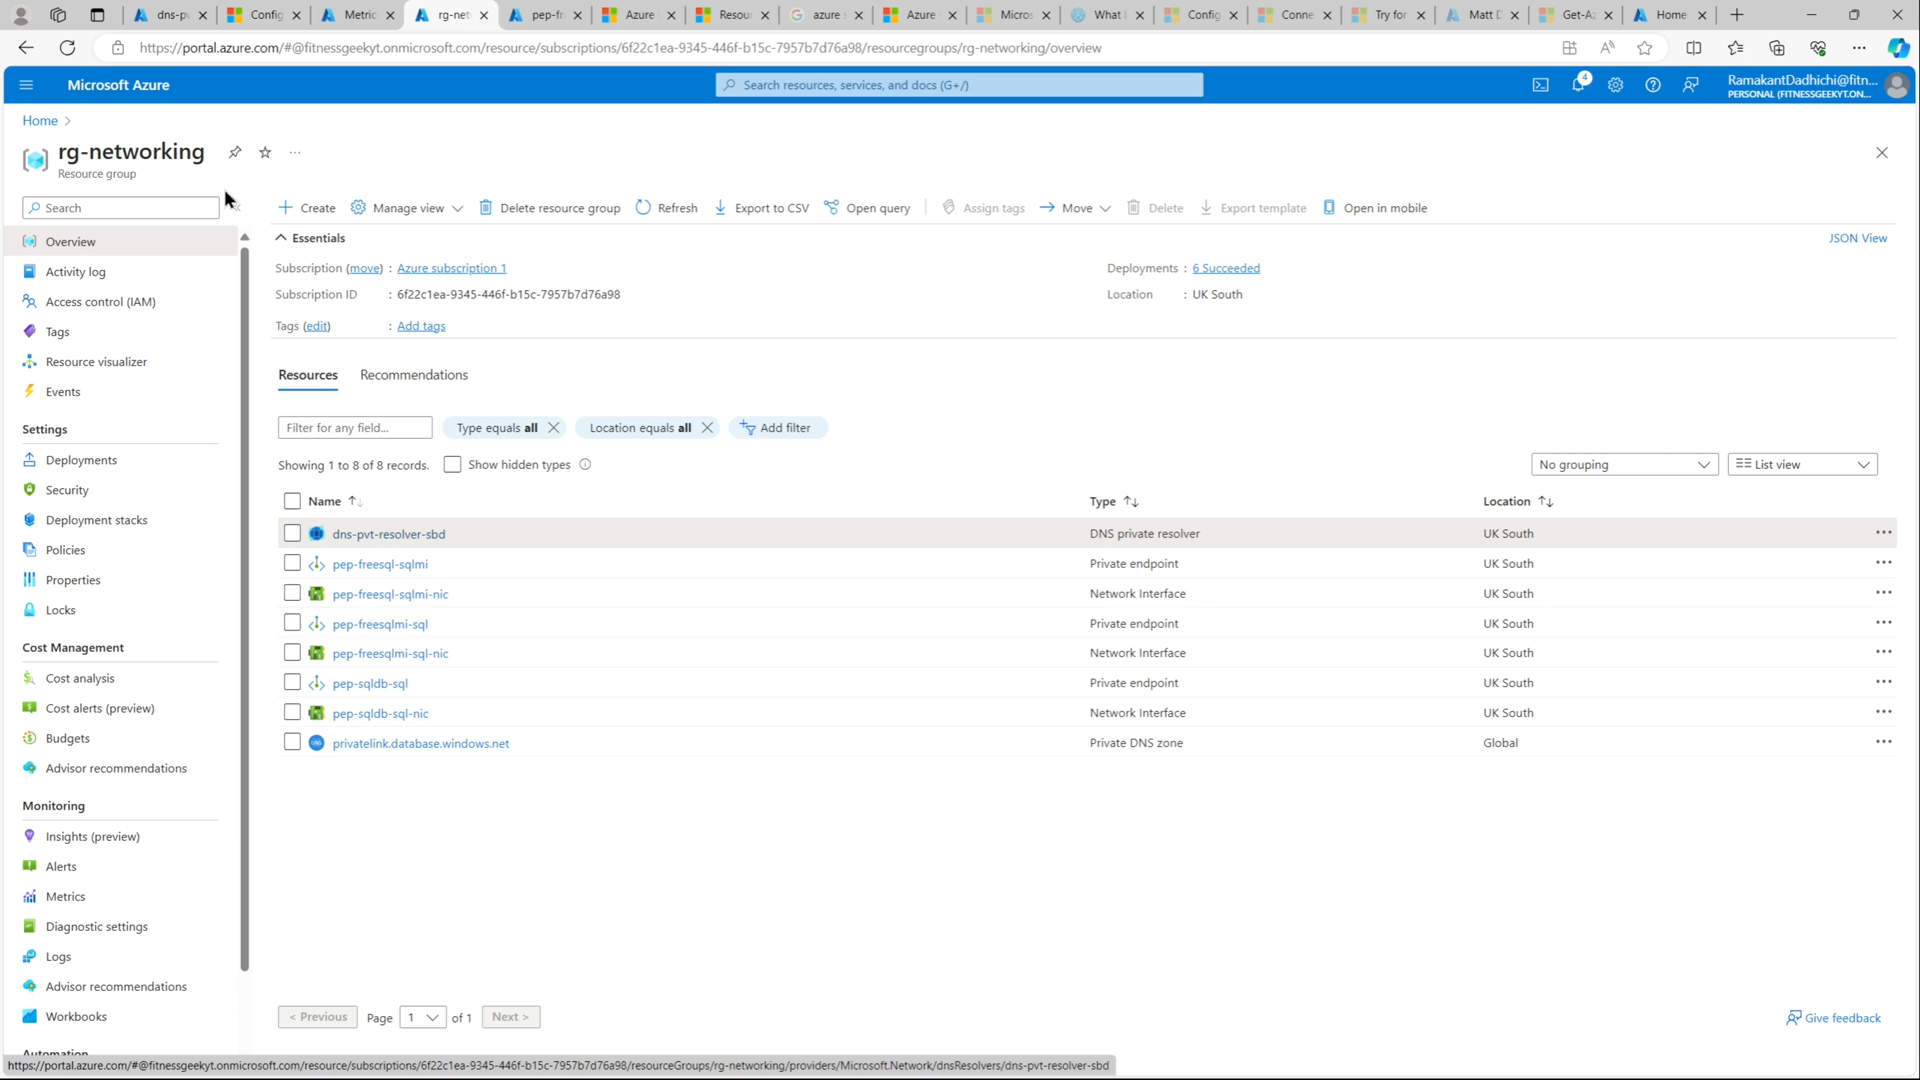 dns-pv
Config
Metric
rg-net
pep-fr
Azure
Resour
azure s
Azure
Micros
What I
Config
Conne
Try for
Matt D
Get-Az
Home
https://portal.azure.com/#@fitnessgeekyt.onmicrosoft.com/resource/subscriptions/6f22c1ea-9345-446f-b15c-7957b7d76a98/resourcegroups/rg-networking/overview
Microsoft Azure
Search resources, services, and docs (G+/)
4
RamakantDadhichi@fitn...
PERSONAL (FITNESSGEEKYT.ON...
Home >
rg-networking
Resource group
Search
Create
Manage view
Delete resource group
Refresh
Export to CSV
Open query
Assign tags
Move
Delete
Export template
Open in mobile
Overview
Activity log
Access control (IAM)
Tags
Resource visualizer
Events
Settings
Deployments
Security
Deployment stacks
Policies
Properties
Locks
Cost Management
Cost analysis
Cost alerts (preview)
Budgets
Advisor recommendations
Monitoring
Insights (preview)
Alerts
Metrics
Diagnostic settings
Logs
Advisor recommendations
Workbooks
Automation
Essentials
JSON View
Subscription (move) : Azure subscription 1
Deployments : 6 Succeeded
Subscription ID : 6f22c1ea-9345-446f-b15c-7957b7d76a98
Location : UK South
Tags (edit) : Add tags
Resources Recommendations
Filter for any field...
Type equals all
Location equals all
Add filter
Showing 1 to 8 of 8 records.
Show hidden types
No grouping
List view
Name Type Location
dns-pvt-resolver-sbd DNS private resolver UK South
pep-freesql-sqlmi Private endpoint UK South
pep-freesql-sqlmi-nic Network Interface UK South
pep-freesqlmi-sql Private endpoint UK South
pep-freesqlmi-sql-nic Network Interface UK South
pep-sqldb-sql Private endpoint UK South
pep-sqldb-sql-nic Network Interface UK South
privatelink.database.windows.net Private DNS zone Global
< Previous Page 1 of 1 Next >
Give feedback
https://portal.azure.com/#@fitnessgeekyt.onmicrosoft.com/resource/subscriptions/6f22c1ea-9345-446f-b15c-7957b7d76a98/resourceGroups/rg-networking/providers/Microsoft.Network/dnsResolvers/dns-pvt-resolver-sbd